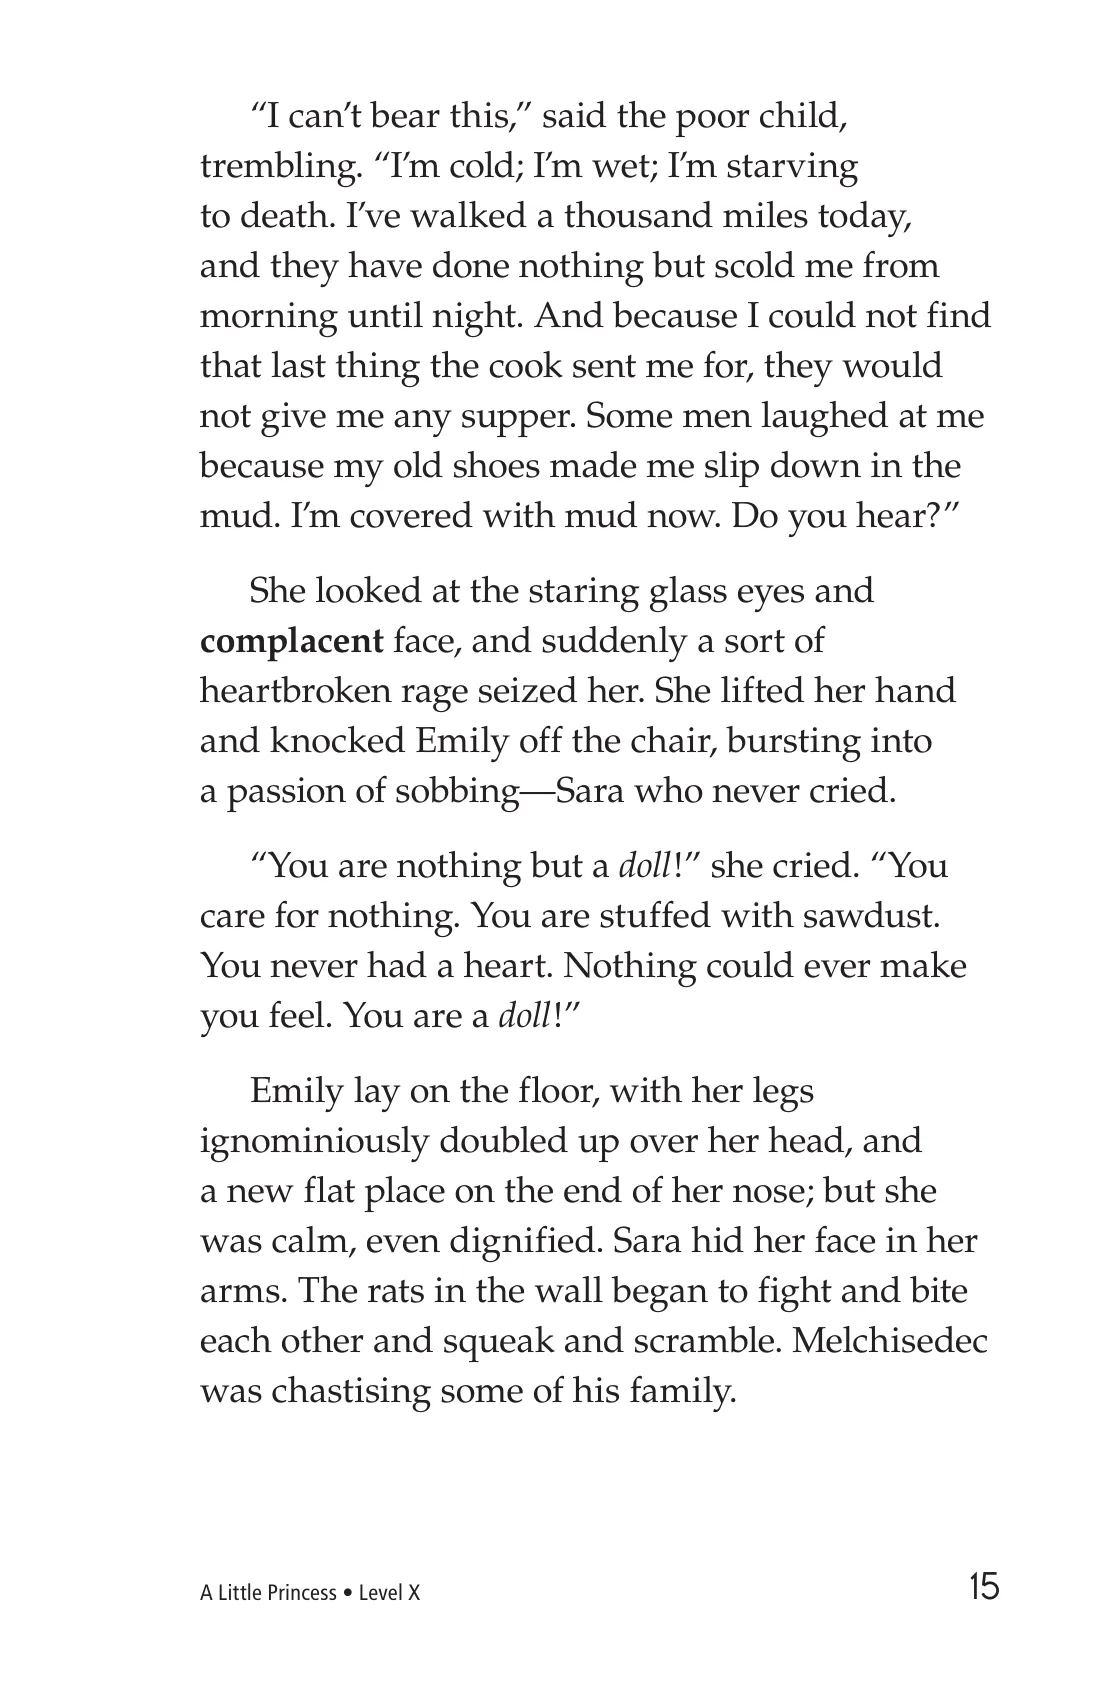 “I can’t bear this,” said the poor child,
trembling. “I’m cold; I’m wet; I’m starving
to death. I’ve walked a thousand miles today,
and they have done nothing but scold me from
morning until night. And because I could not find
that last thing the cook sent me for, they would
not give me any supper. Some men laughed at me
because my old shoes made me slip down in the
mud. I’m covered with mud now. Do you hear?”
She looked at the staring glass eyes and
complacent face, and suddenly a sort of
heartbroken rage seized her. She lifted her hand
and knocked Emily off the chair, bursting into
a passion of sobbing—Sara who never cried.
“You are nothing but a doll!” she cried. “You
care for nothing. You are stuffed with sawdust.
You never had a heart. Nothing could ever make
you feel. You are a doll!”
Emily lay on the floor, with her legs
ignominiously doubled up over her head, and
a new flat place on the end of her nose; but she
was calm, even dignified. Sara hid her face in her
arms. The rats in the wall began to fight and bite
each other and squeak and scramble. Melchisedec
was chastising some of his family.
A Little Princess • Level X
15